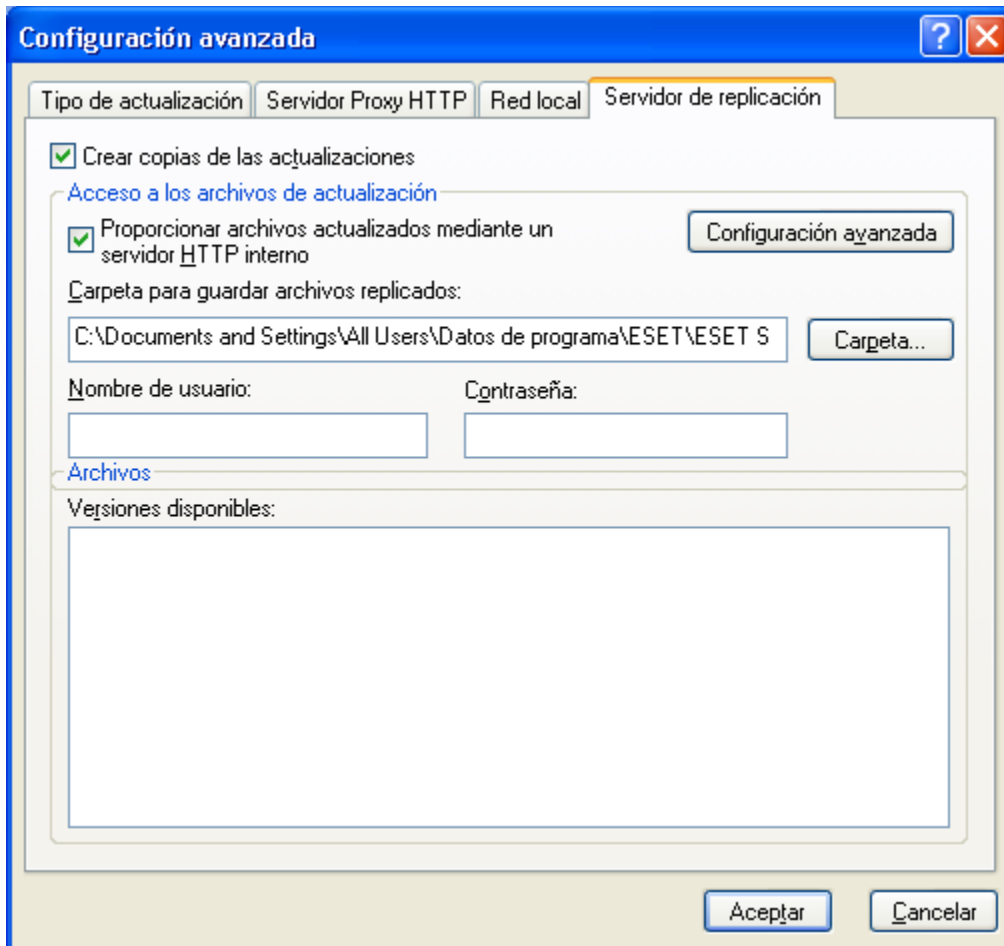 Configuración avanzada
?
Tipo de actualización
Servidor Proxy HTTP
Red local
Servidor de replicación
Crear copias de las actualizaciones
Acceso a los archivos de actualización
Proporcionar archivos actualizados mediante un
servidor HTTP interno
Configuración avanzada
Carpeta para guardar archivos replicados:
C:\Documents and Settings\All Users\Datos de programa\ESET\ESET S
Carpeta...
Nombre de usuario:
Contraseña:
Archivos
Versiones disponibles:
Aceptar
Cancelar